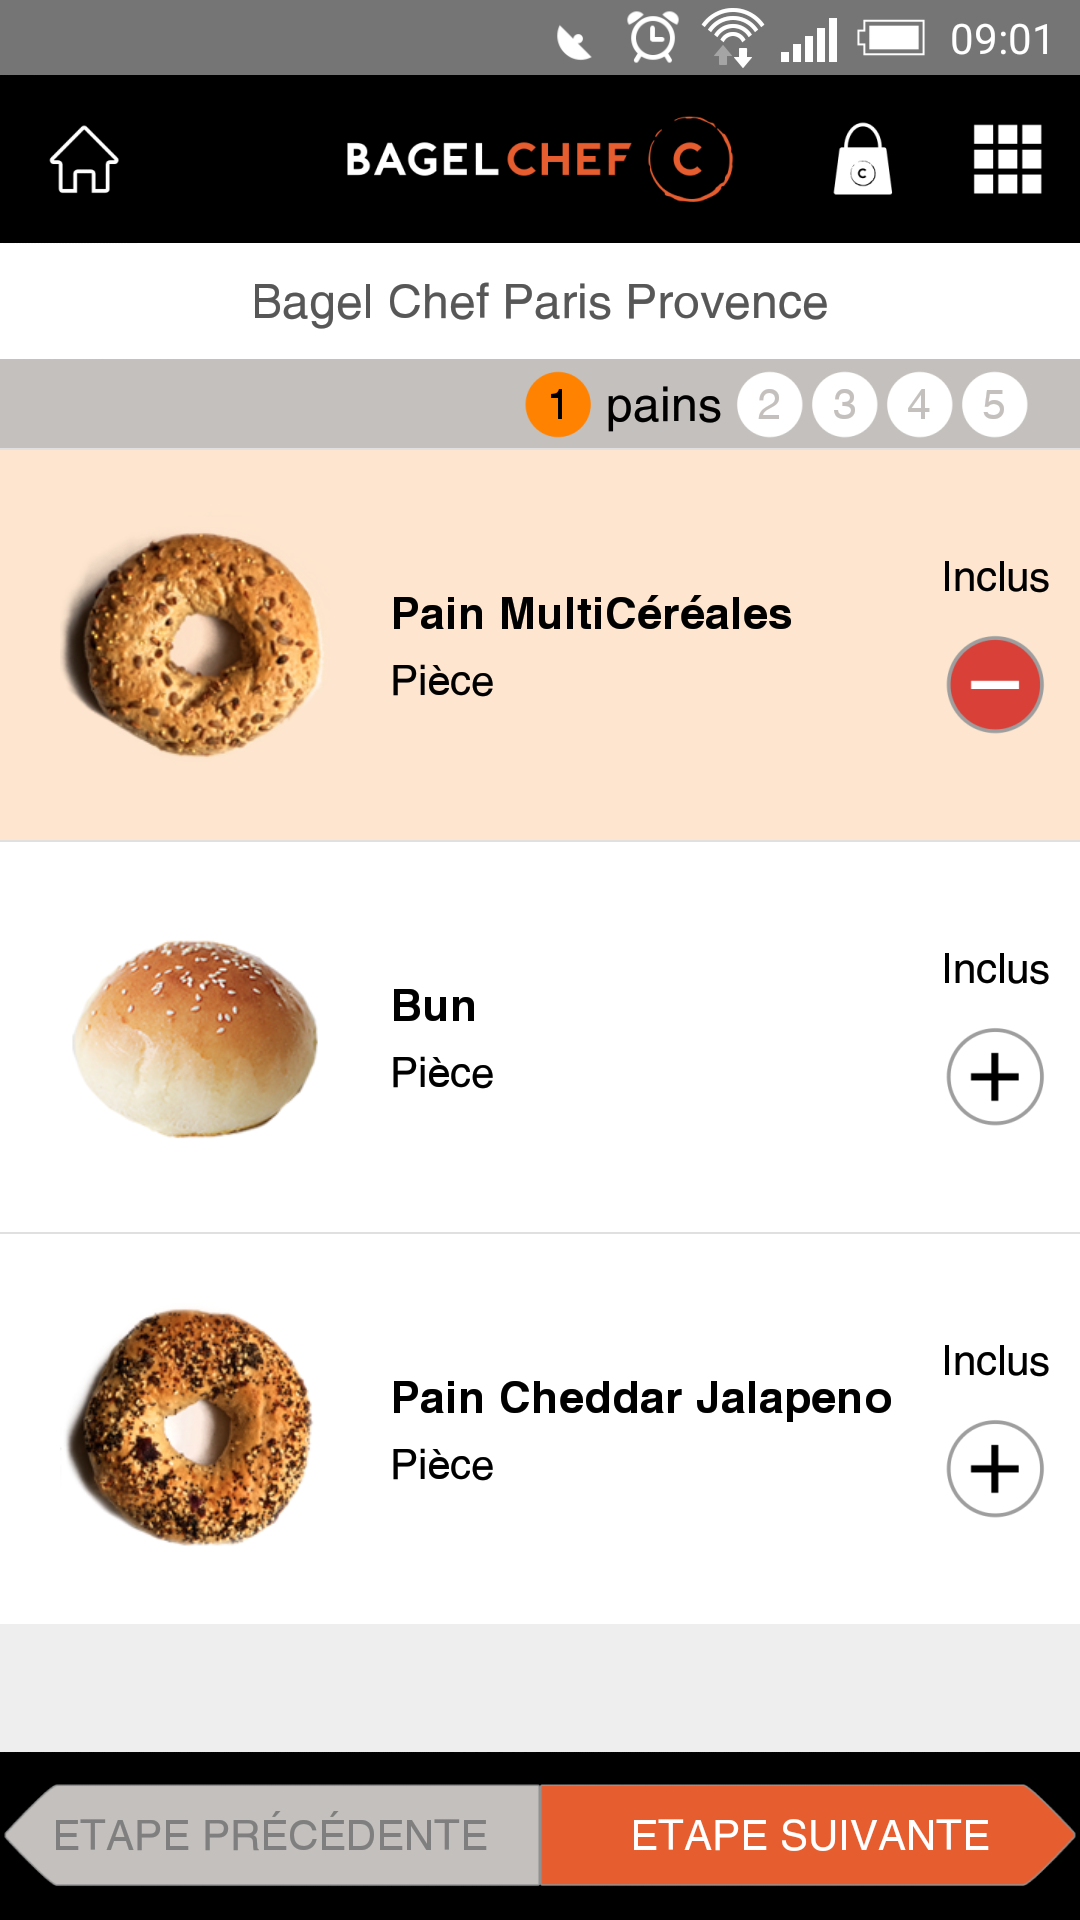 09:01
BAGEL CHEF C
C
Bagel Chef Paris Provence
1 pains 2 3 4 5
Inclus
Pain MultiCéréales
Pièce
Inclus
Bun
Pièce
Inclus
Pain Cheddar Jalapeno
Pièce
ETAPE PRÉCÉDENTE ETAPE SUIVANTE